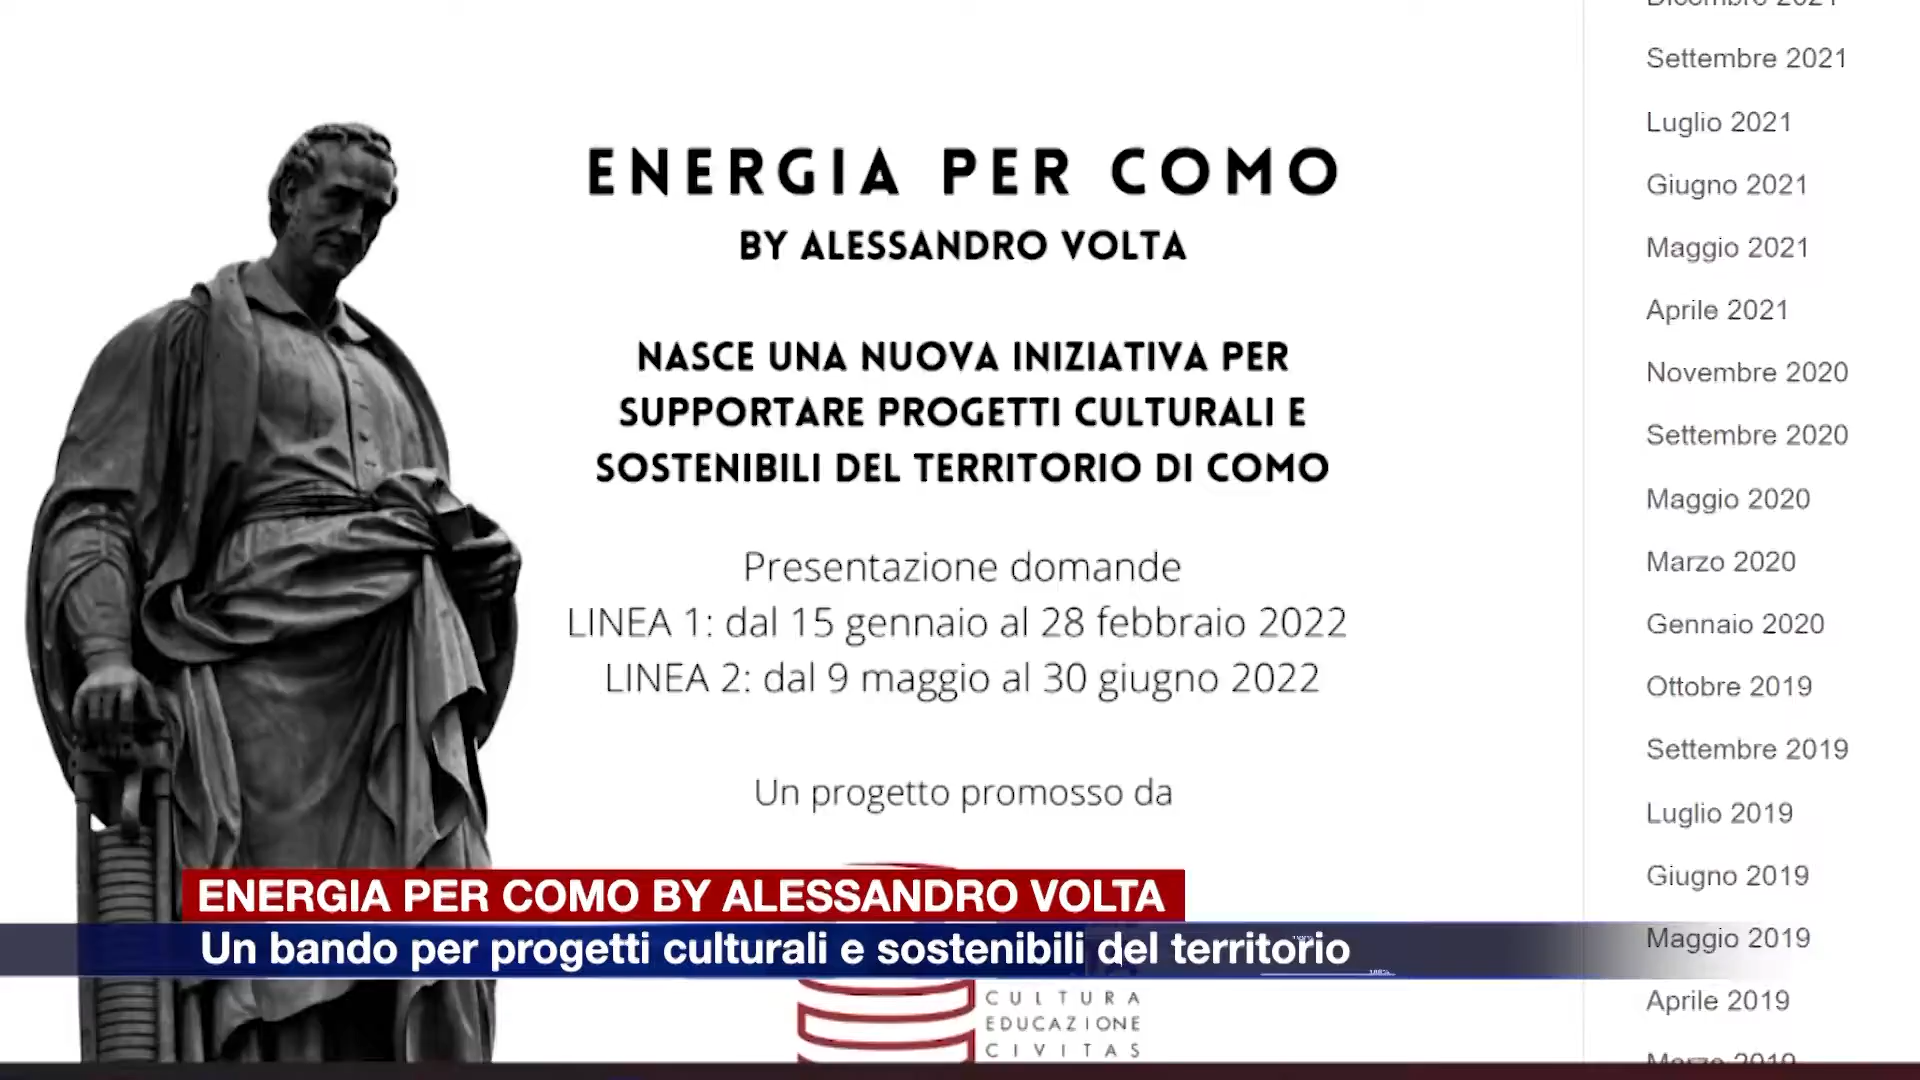 ENERGIA PER COMO
BY ALESSANDRO VOLTA
NASCE UNA NUOVA INIZIATIVA PER
SUPPORTARE PROGETTI CULTURALI E
SOSTENIBILI DEL TERRITORIO DI COMO
Presentazione domande
LINEA 1: dal 15 gennaio al 28 febbraio 2022
LINEA 2: dal 9 maggio al 30 giugno 2022
Un progetto promosso da
ENERGIA PER COMO BY ALESSANDRO VOLTA
Un bando per progetti culturali e sostenibili del territorio
CULTURA
EDUCAZIONE
CIVITAS
Dicembre 2021
Settembre 2021
Luglio 2021
Giugno 2021
Maggio 2021
Aprile 2021
Novembre 2020
Settembre 2020
Maggio 2020
Marzo 2020
Gennaio 2020
Ottobre 2019
Settembre 2019
Luglio 2019
Giugno 2019
Maggio 2019
Aprile 2019
Marzo 2019